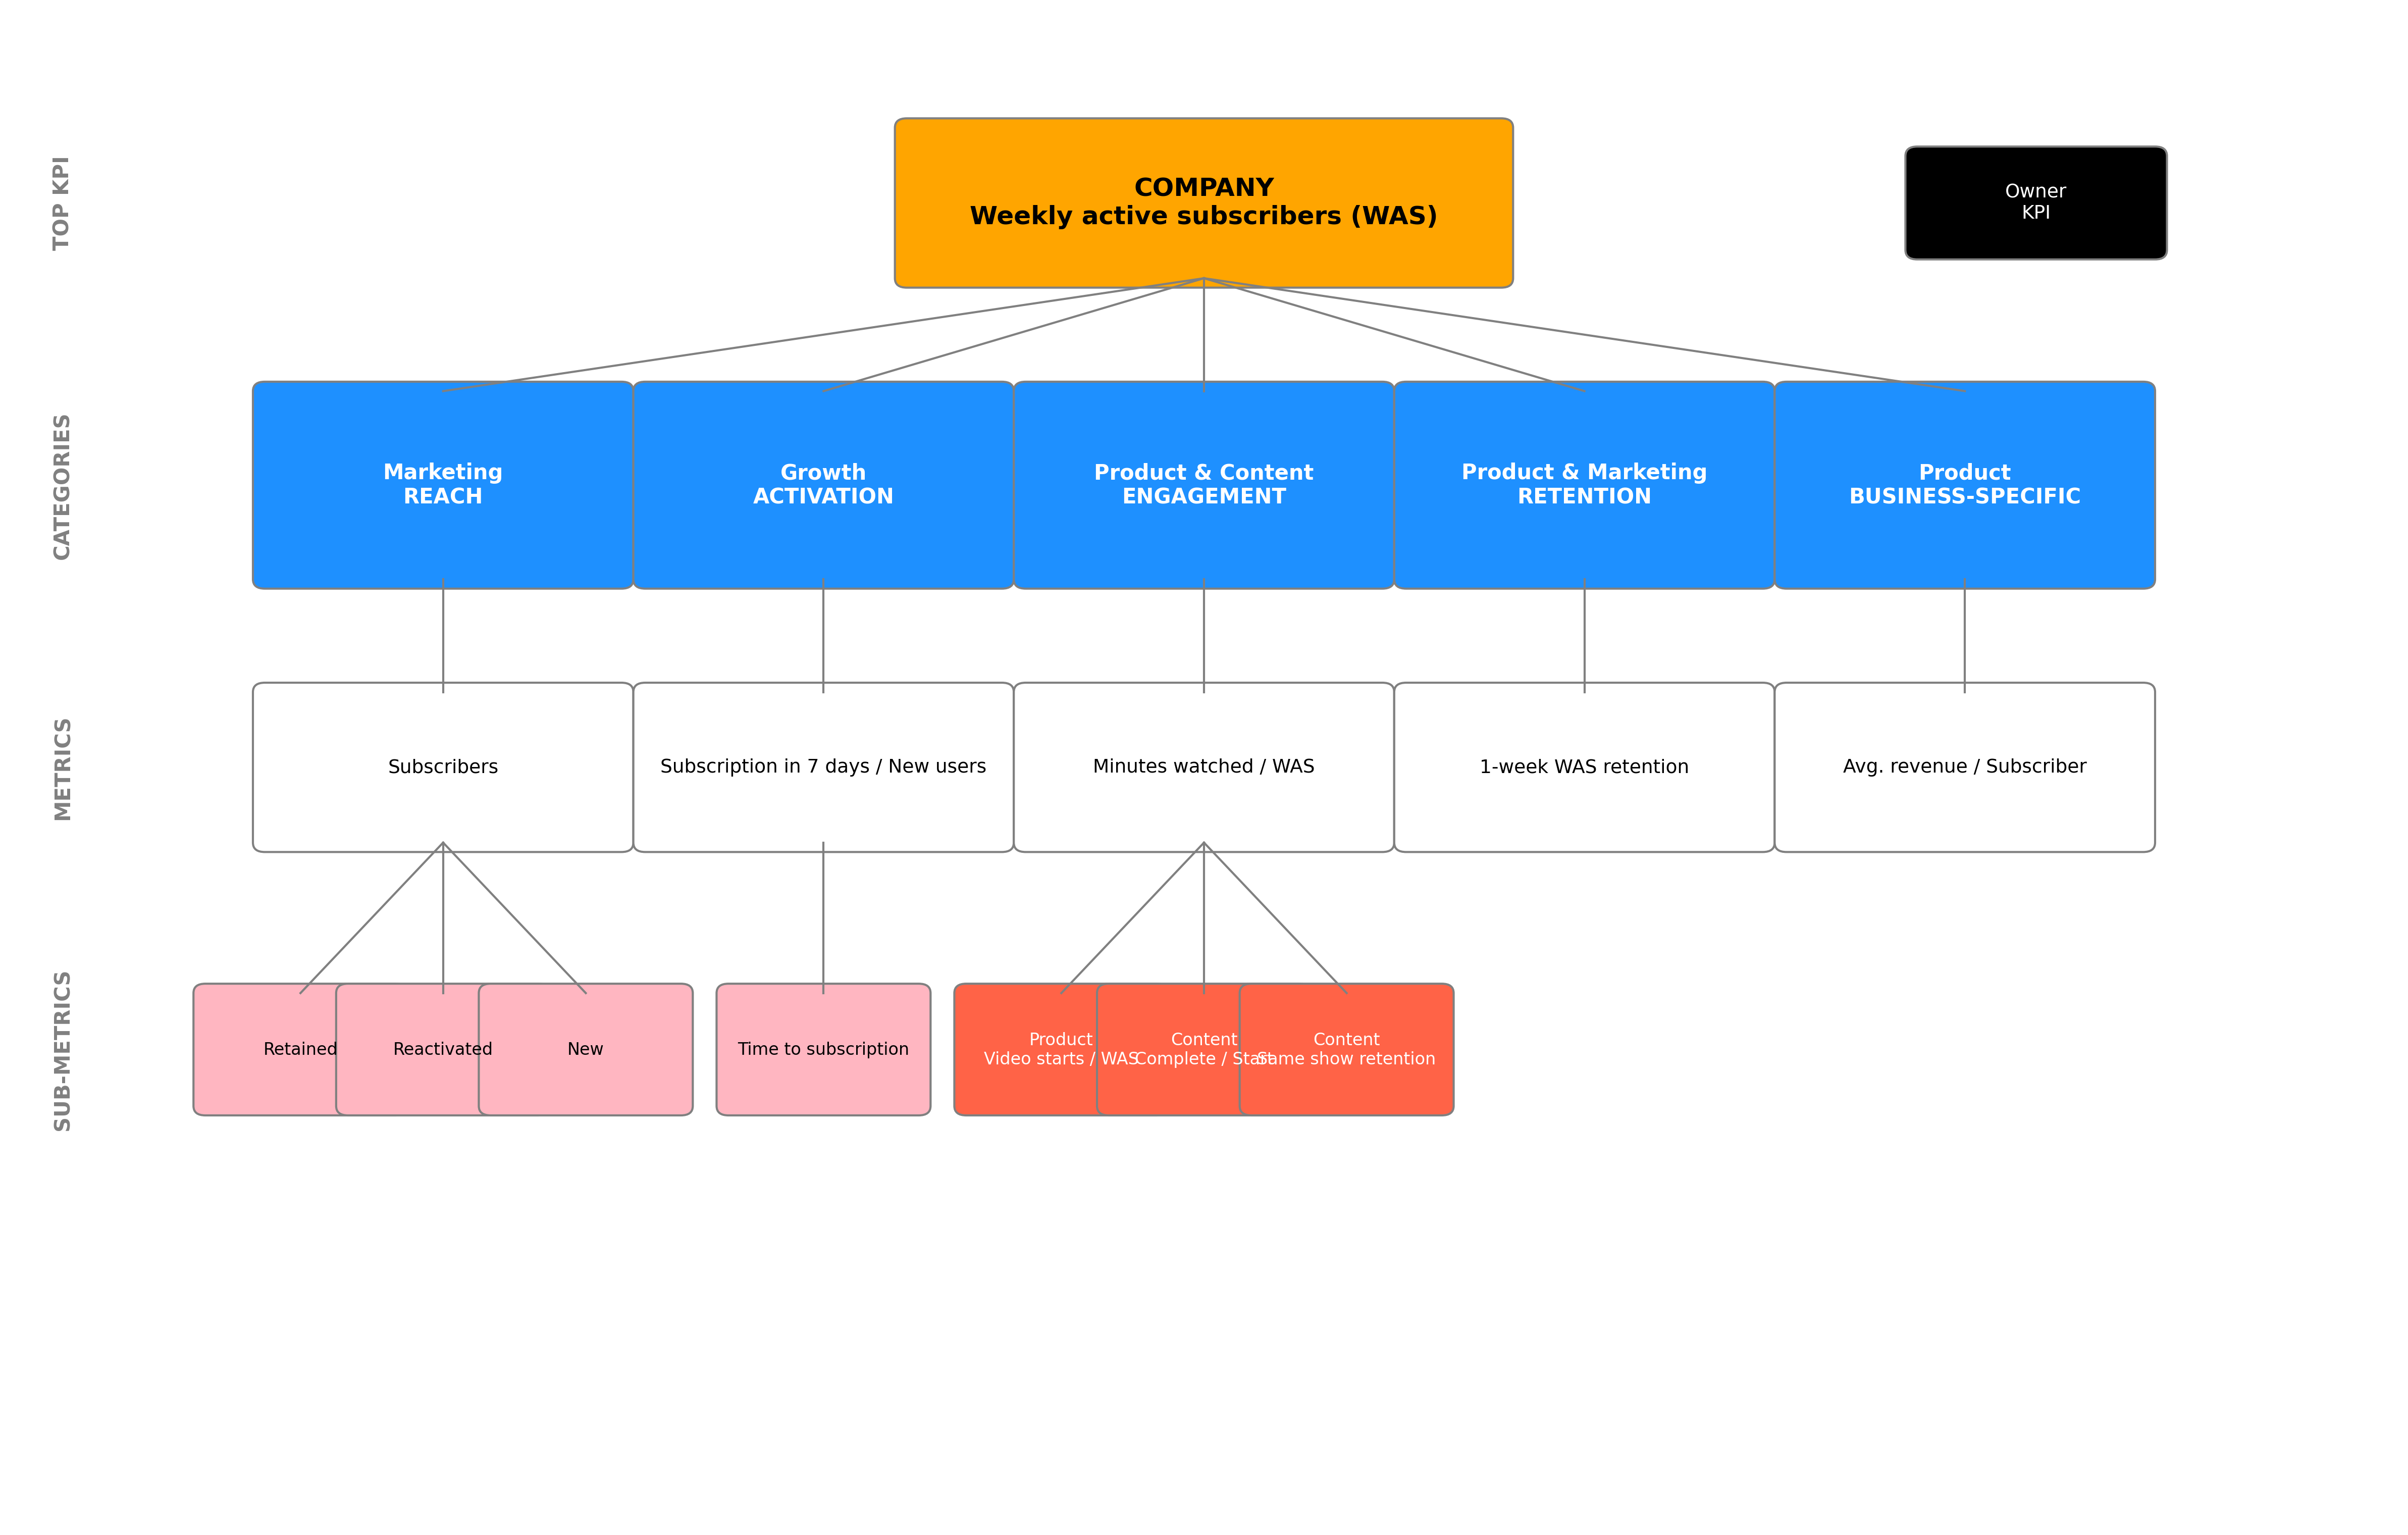 TOP KPI
COMPANY
Weekly active subscribers (WAS)
Owner
KPI
CATEGORIES
Marketing
REACH
Growth
ACTIVATION
Product & Content
ENGAGEMENT
Product & Marketing
RETENTION
Product
BUSINESS-SPECIFIC
METRICS
Subscribers
Subscription in 7 days / New users
Minutes watched / WAS
1-week WAS retention
Avg. revenue / Subscriber
SUB-METRICS
Retained
Reactivated
New
Time to subscription
Product
Video starts / WAS
Content
Complete / Start
Content
Same show retention